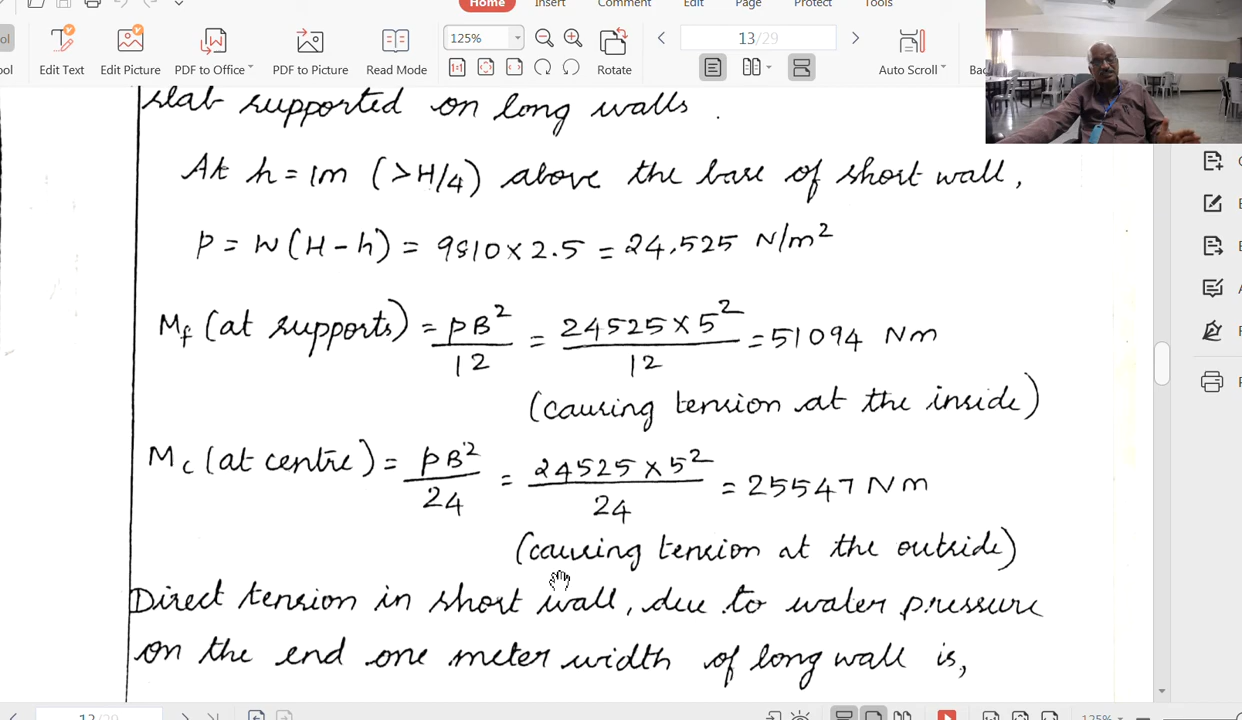 Home Insert Comment Edit Page Protect Tools
125% 13/29
Edit Text Edit Picture PDF to Office PDF to Picture Read Mode Rotate Auto Scroll
slab supported on long walls.
At h = 1m (>H/4) above the base of short wall,
P = W (H - h) = 9810 × 2.5 = 24,525 N/m²
Mf (at supports) = PB²/12 = 24525 × 5²/12 = 51094 Nm
(causing tension at the inside)
Mc (at centre) = PB²/24 = 24525 × 5²/24 = 25547 Nm
(causing tension at the outside)
Direct tension in short wall, due to water pressure
on the end one meter width of long wall is,
125%